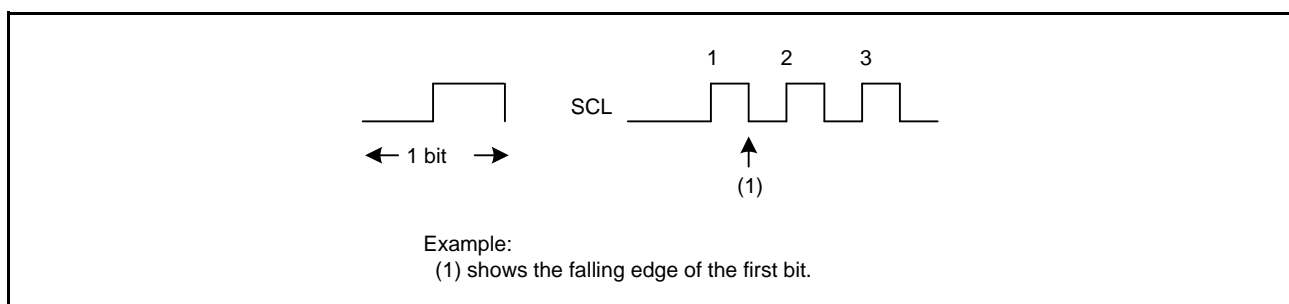 1 2 3
SCL
1 bit
(1)
Example:
(1) shows the falling edge of the first bit.